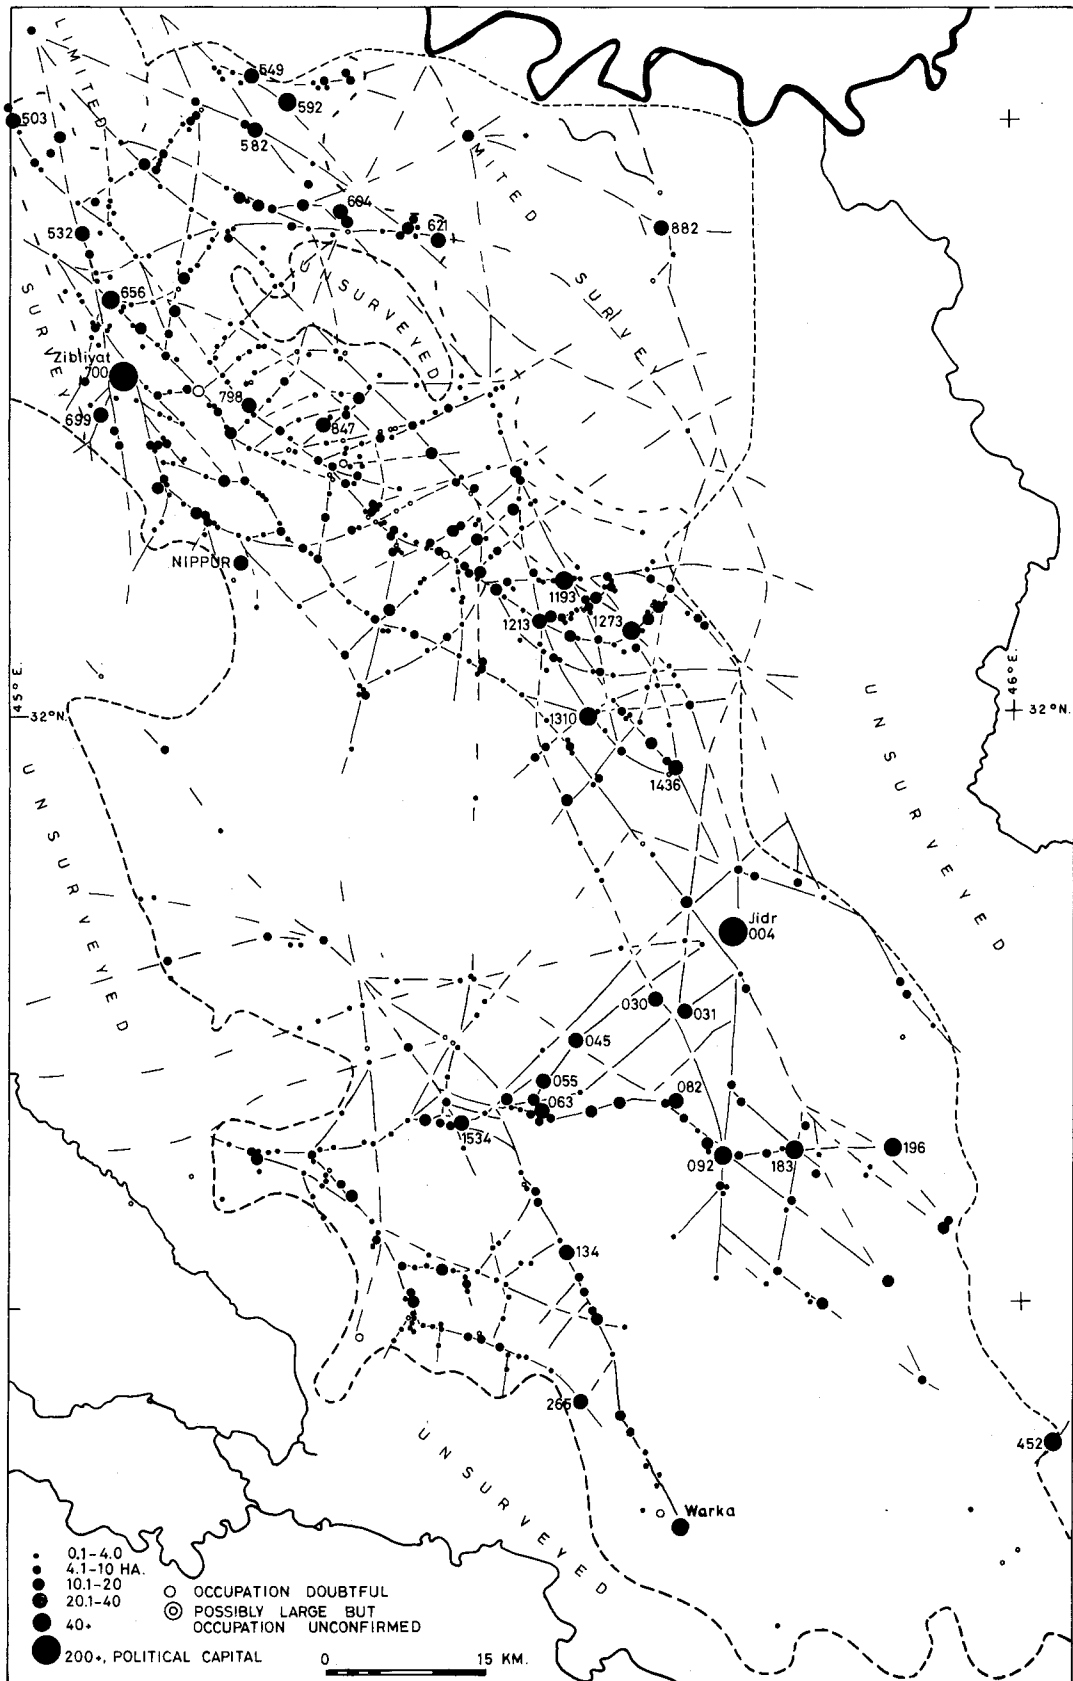 LIMITED
SURVEY
LIMITED
SURVEY
549
592
503
582
604
621
532
882
UNSURVEYED
656
Zibliyat
700
798
699
847
NIPPUR
1193
1213
1273
45°E.
46°E.
32°N.
32°N.
1310
1436
UNSURVEYED
UNSURVEYED
Jidr
004
030
031
045
055
082
063
1534
092
183
196
134
265
452
UNSURVEYED
Warka
0.1-4.0
4.1-10 HA.
10.1-20
20.1-40
40+
200+, POLITICAL CAPITAL
OCCUPATION DOUBTFUL
POSSIBLY LARGE BUT
OCCUPATION UNCONFIRMED
0 15 KM.